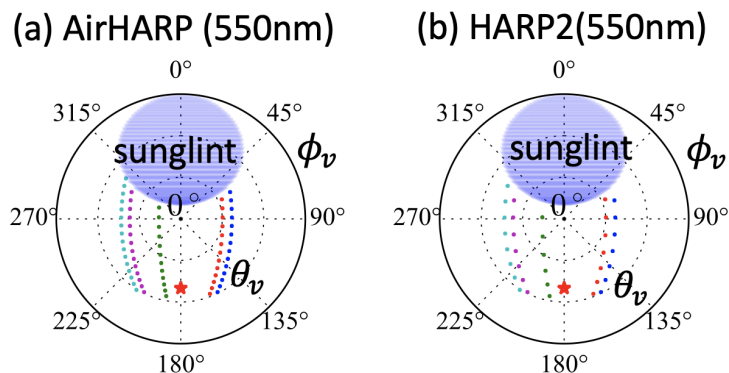 (a) AirHARP (550nm)
0°
315°
45°
sunglint
ϕv
270°
0°
90°
θv
225°
135°
180°
(b) HARP2(550nm)
0°
315°
45°
sunglint
ϕv
270°
0°
90°
θv
225°
135°
180°